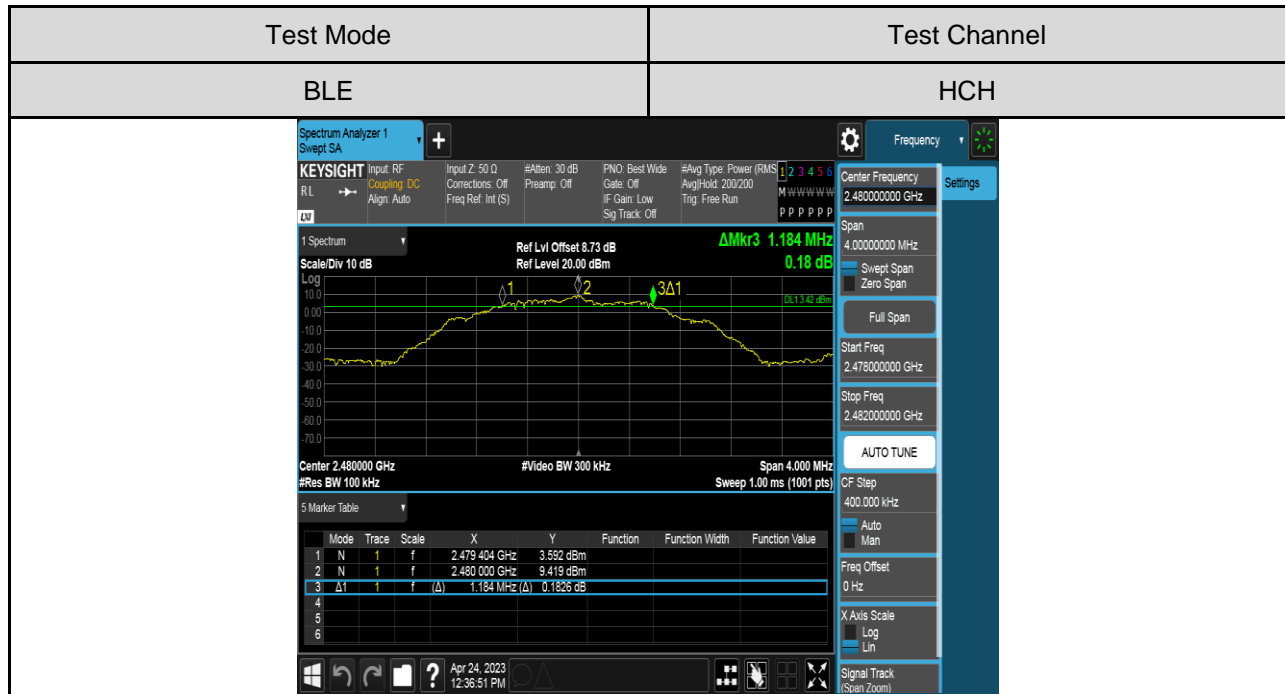 Test Mode Test Channel
BLE HCH
Spectrum Analyzer 1
Swept SA
+
Frequency
KEYSIGHT Input: RF Input Z: 50 Ω #Atten: 30 dB PNO: Best Wide #Avg Type: Power (RMS 1 2 3 4 5 6
RL Coupling: DC Corrections: Off Preamp: Off Gate: Off Avg|Hold: 200/200 M W W W W W
Align: Auto Freq Ref: Int (S) IF Gain: Low Trig: Free Run
LXI Sig Track: Off P P P P P P
1 Spectrum
Scale/Div 10 dB
Ref Lvl Offset 8.73 dB
Ref Level 20.00 dBm
ΔMkr3 1.184 MHz
0.18 dB
Log
1 2 3Δ1
DL1 3.42 dBm
10.0
0.00
-10.0
-20.0
-30.0
-40.0
-50.0
-60.0
-70.0
Center 2.480000 GHz #Video BW 300 kHz Span 4.000 MHz
#Res BW 100 kHz Sweep 1.00 ms (1001 pts)
5 Marker Table
Mode Trace Scale X Y Function Function Width Function Value
1 N 1 f 2.479 404 GHz 3.592 dBm
2 N 1 f 2.480 000 GHz 9.419 dBm
3 Δ1 1 f (Δ) 1.184 MHz (Δ) 0.1826 dB
4
5
6
? Apr 24, 2023
12:36:51 PM
Center Frequency
2.480000000 GHz
Settings
Span
4.00000000 MHz
Swept Span
Zero Span
Full Span
Start Freq
2.478000000 GHz
Stop Freq
2.482000000 GHz
AUTO TUNE
CF Step
400.000 kHz
Auto
Man
Freq Offset
0 Hz
X Axis Scale
Log
Lin
Signal Track
(Span Zoom)